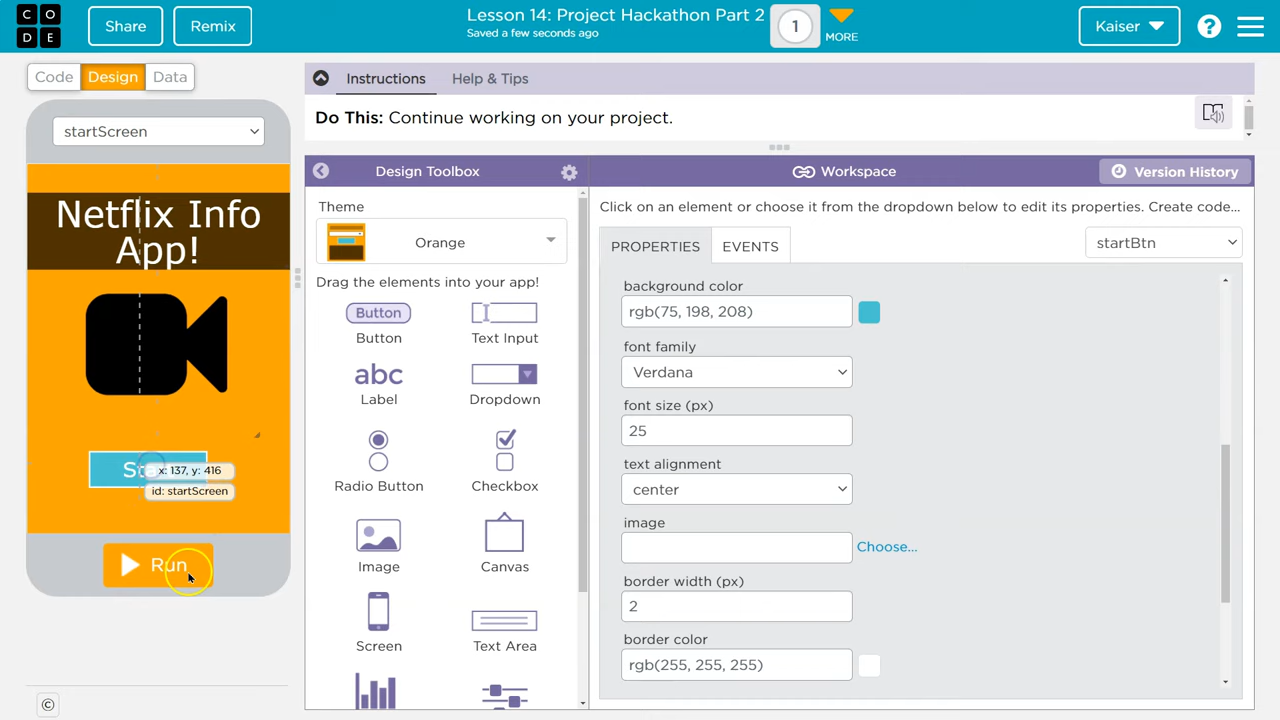 C O
D E
Share
Remix
Lesson 14: Project Hackathon Part 2
Saved a few seconds ago
1
MORE
Kaiser
?
Code
Design
Data
Instructions
Help & Tips
startScreen
Do This: Continue working on your project.
Design Toolbox
Workspace
Version History
Netflix Info
App!
x: 137, y: 416
id: startScreen
Run
©
Theme
Orange
Drag the elements into your app!
Button
Button
Text Input
abc
Label
Dropdown
Radio Button
Checkbox
Image
Canvas
Screen
Text Area
Click on an element or choose it from the dropdown below to edit its properties. Create code...
PROPERTIES
EVENTS
startBtn
background color
rgb(75, 198, 208)
font family
Verdana
font size (px)
25
text alignment
center
image
Choose...
border width (px)
2
border color
rgb(255, 255, 255)